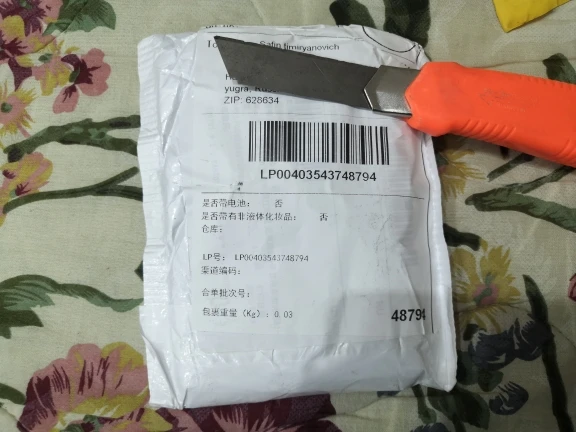 Safin timiryanovich
yugra,
ZIP: 628634
LP00403543748794
是否带电池: 否
是否带有非液体化妆品: 否
仓库:
LP号: LP00403543748794
渠道编码:
合单批次号:
包裹重量(Kg): 0.03
48794